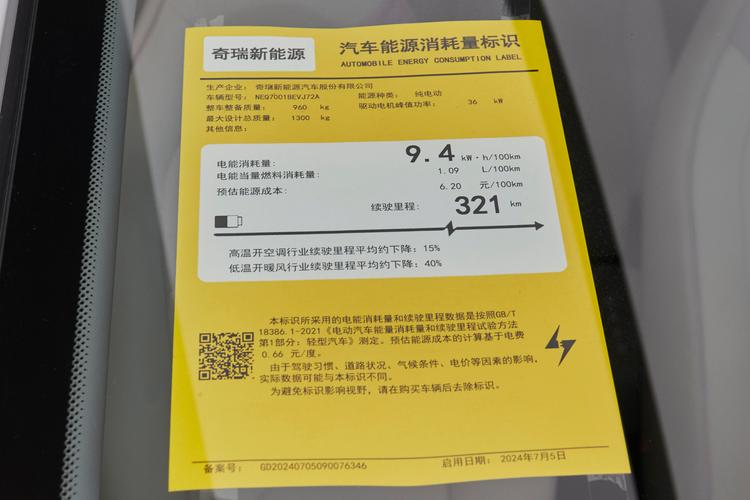 奇瑞新能源
汽车能源消耗量标识
AUTOMOBILE ENERGY CONSUMPTION LABEL
生产企业: 奇瑞新能源汽车股份有限公司
车辆型号: NEQ7001BEVJ72A 能源种类: 纯电动
整车整备质量: 960 kg 驱动电机峰值功率: 36 kW
最大设计总质量: 1300 kg
其他信息:
电能消耗量: 9.4 kW·h/100km
电能当量燃料消耗量: 1.09 L/100km
预估能源成本: 6.20 元/100km
续驶里程: 321 km
高温开空调行业续驶里程平均约下降: 15%
低温开暖风行业续驶里程平均约下降: 40%
本标识所采用的电能消耗量和续驶里程数据是按照GB/T
18386.1-2021《电动汽车能量消耗量和续驶里程试验方法
第1部分: 轻型汽车》测定。预估能源成本的计算基于电费
0.66 元/度。
由于驾驶习惯、道路状况、气候条件、电价等因素的影响,
实际数据可能与本标识不同。
为避免标识影响视野, 请在购买车辆后去除标识。
备案号: GD20240705090076346 启用日期: 2024年7月5日